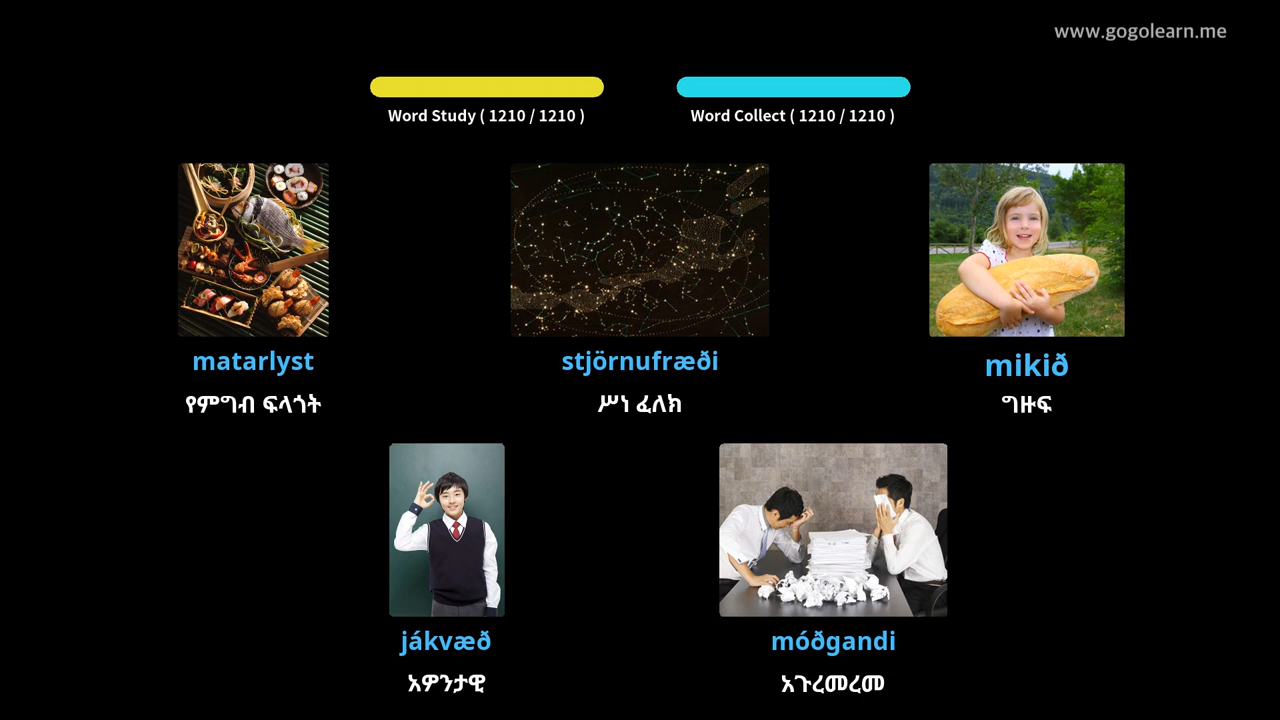 www.gogolearn.me
Word Study ( 1210 / 1210 )
Word Collect ( 1210 / 1210 )
matarlyst
stjörnufræði
mikið
የምግብ ፍላጎት
ሥነ ፈለክ
ግዙፍ
jákvæð
móðgandi
አዎንታዊ
አጉረመረመ